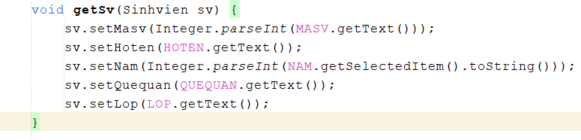 void getSv(Sinhvien sv) {
sv.setMasv(Integer.parseInt(MASV.getText()));
sv.setHoten(HOTEN.getText());
sv.setNam(Integer.parseInt(NAM.getSelectedItem().toString()));
sv.setQuequan(QUEQUAN.getText());
sv.setLop(LOP.getText());
}